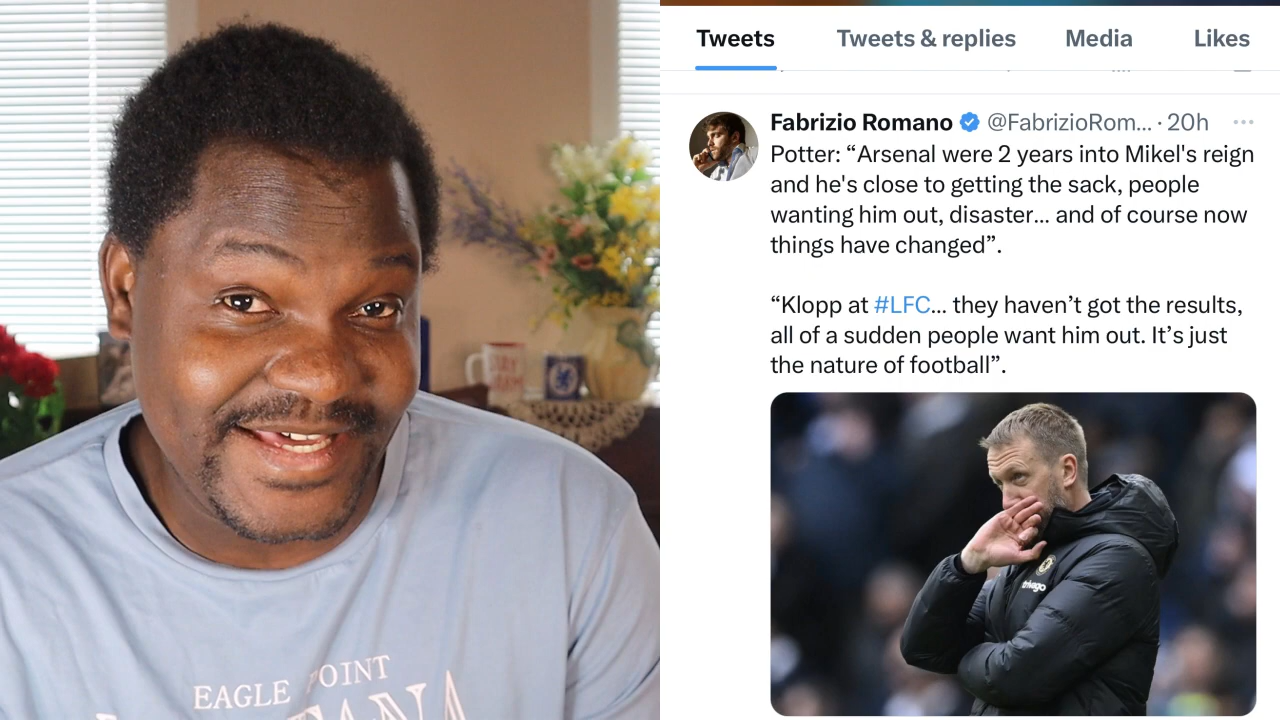 Tweets Tweets & replies Media Likes
Fabrizio Romano @FabrizioRom... · 20h ...
Potter: “Arsenal were 2 years into Mikel's reign
and he's close to getting the sack, people
wanting him out, disaster... and of course now
things have changed”.
“Klopp at #LFC... they haven’t got the results,
all of a sudden people want him out. It’s just
the nature of football”.
trivago
EAGLE POINT